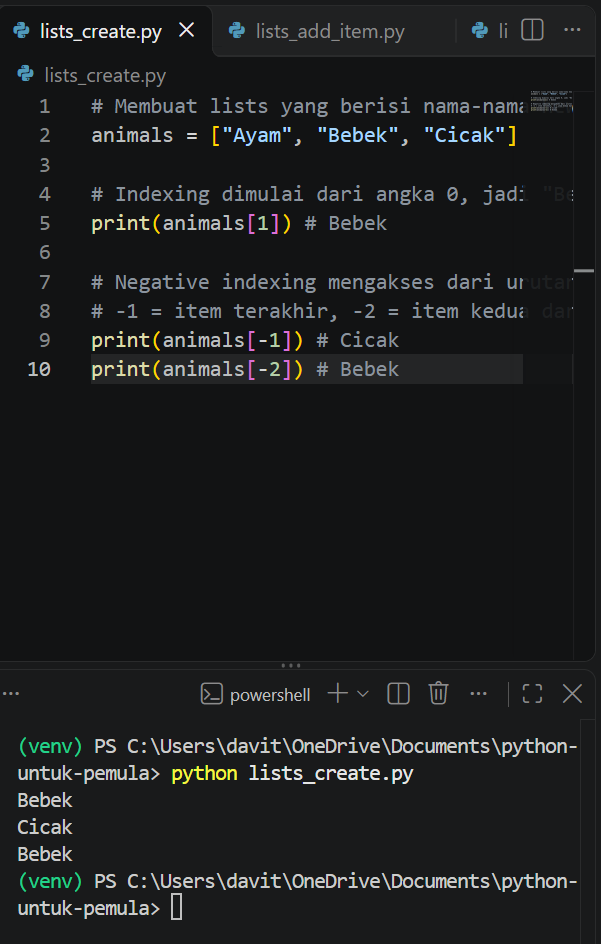 lists_create.py
lists_add_item.py
li
lists_create.py
1 # Membuat lists yang berisi nama-nama
2 animals = ["Ayam", "Bebek", "Cicak"]
3
4 # Indexing dimulai dari angka 0, jadi "Be
5 print(animals[1]) # Bebek
6
7 # Negative indexing mengakses dari urutan
8 # -1 = item terakhir, -2 = item kedua dar
9 print(animals[-1]) # Cicak
10 print(animals[-2]) # Bebek
powershell
(venv) PS C:\Users\davit\OneDrive\Documents\python-
untuk-pemula> python lists_create.py
Bebek
Cicak
Bebek
(venv) PS C:\Users\davit\OneDrive\Documents\python-
untuk-pemula>